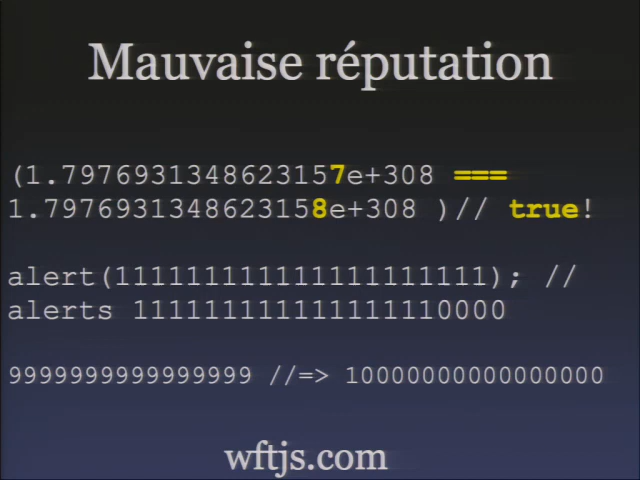 Mauvaise réputation
(1.7976931348623157e+308 ===
1.7976931348623158e+308 )// true!
alert(111111111111111111111); //
alerts 111111111111111110000
9999999999999999 //=> 10000000000000000
wftjs.com